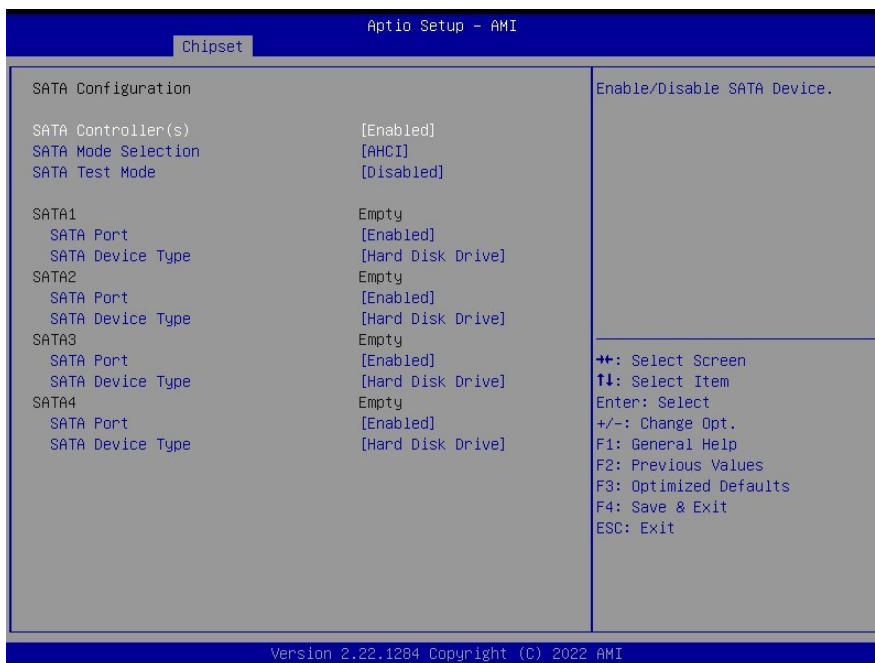 Aptio Setup – AMI
Chipset
SATA Configuration
SATA Controller(s) [Enabled]
SATA Mode Selection [AHCI]
SATA Test Mode [Disabled]
SATA1 Empty
SATA Port [Enabled]
SATA Device Type [Hard Disk Drive]
SATA2 Empty
SATA Port [Enabled]
SATA Device Type [Hard Disk Drive]
SATA3 Empty
SATA Port [Enabled]
SATA Device Type [Hard Disk Drive]
SATA4 Empty
SATA Port [Enabled]
SATA Device Type [Hard Disk Drive]
Enable/Disable SATA Device.
→←: Select Screen
↑↓: Select Item
Enter: Select
+/-: Change Opt.
F1: General Help
F2: Previous Values
F3: Optimized Defaults
F4: Save & Exit
ESC: Exit
Version 2.22.1284 Copyright (C) 2022 AMI